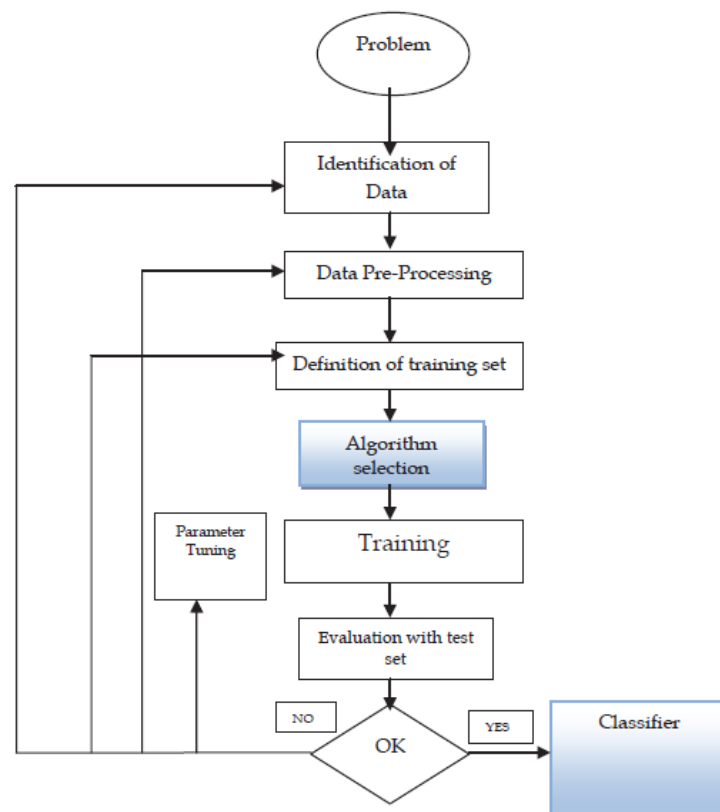 Problem
Identification of
Data
Data Pre-Processing
Definition of training set
Algorithm
selection
Parameter
Tuning
Training
Evaluation with test
set
NO
OK
YES
Classifier